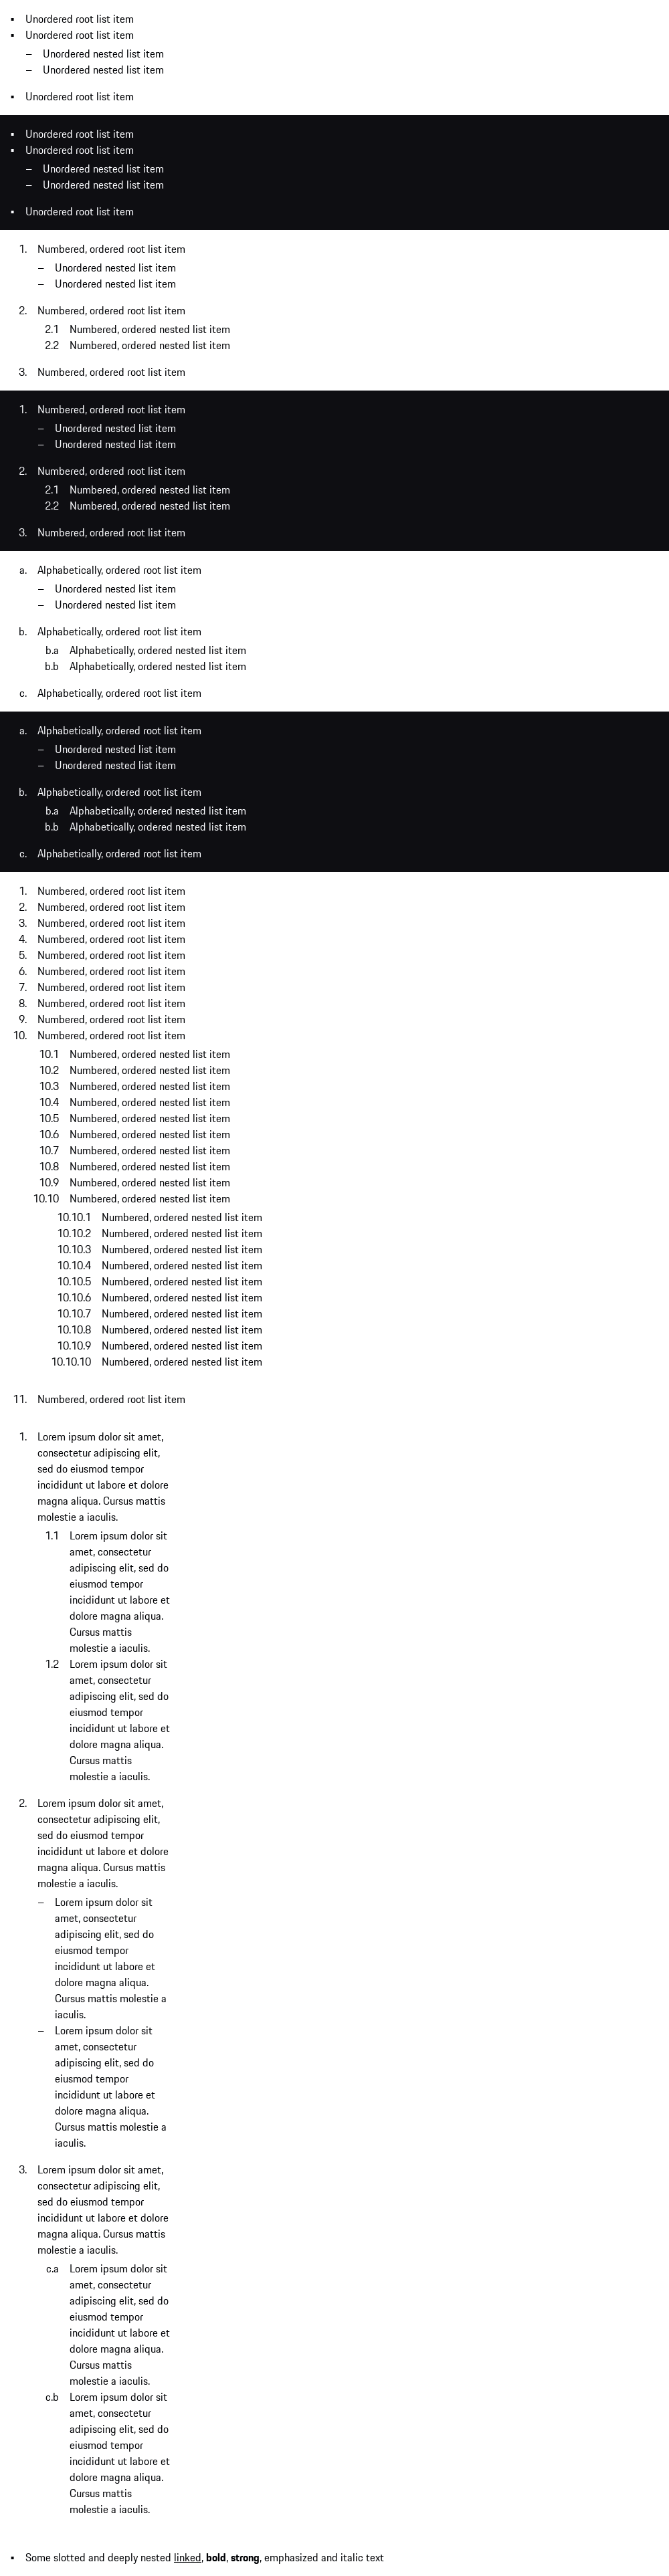 ▪ Unordered root list item
▪ Unordered root list item
– Unordered nested list item
– Unordered nested list item
▪ Unordered root list item
▪ Unordered root list item
▪ Unordered root list item
– Unordered nested list item
– Unordered nested list item
▪ Unordered root list item
1. Numbered, ordered root list item
– Unordered nested list item
– Unordered nested list item
2. Numbered, ordered root list item
2.1 Numbered, ordered nested list item
2.2 Numbered, ordered nested list item
3. Numbered, ordered root list item
1. Numbered, ordered root list item
– Unordered nested list item
– Unordered nested list item
2. Numbered, ordered root list item
2.1 Numbered, ordered nested list item
2.2 Numbered, ordered nested list item
3. Numbered, ordered root list item
a. Alphabetically, ordered root list item
– Unordered nested list item
– Unordered nested list item
b. Alphabetically, ordered root list item
b.a Alphabetically, ordered nested list item
b.b Alphabetically, ordered nested list item
c. Alphabetically, ordered root list item
a. Alphabetically, ordered root list item
– Unordered nested list item
– Unordered nested list item
b. Alphabetically, ordered root list item
b.a Alphabetically, ordered nested list item
b.b Alphabetically, ordered nested list item
c. Alphabetically, ordered root list item
1. Numbered, ordered root list item
2. Numbered, ordered root list item
3. Numbered, ordered root list item
4. Numbered, ordered root list item
5. Numbered, ordered root list item
6. Numbered, ordered root list item
7. Numbered, ordered root list item
8. Numbered, ordered root list item
9. Numbered, ordered root list item
10. Numbered, ordered root list item
10.1 Numbered, ordered nested list item
10.2 Numbered, ordered nested list item
10.3 Numbered, ordered nested list item
10.4 Numbered, ordered nested list item
10.5 Numbered, ordered nested list item
10.6 Numbered, ordered nested list item
10.7 Numbered, ordered nested list item
10.8 Numbered, ordered nested list item
10.9 Numbered, ordered nested list item
10.10 Numbered, ordered nested list item
10.10.1 Numbered, ordered nested list item
10.10.2 Numbered, ordered nested list item
10.10.3 Numbered, ordered nested list item
10.10.4 Numbered, ordered nested list item
10.10.5 Numbered, ordered nested list item
10.10.6 Numbered, ordered nested list item
10.10.7 Numbered, ordered nested list item
10.10.8 Numbered, ordered nested list item
10.10.9 Numbered, ordered nested list item
10.10.10 Numbered, ordered nested list item
11. Numbered, ordered root list item
1. Lorem ipsum dolor sit amet,
consectetur adipiscing elit,
sed do eiusmod tempor
incididunt ut labore et dolore
magna aliqua. Cursus mattis
molestie a iaculis.
1.1 Lorem ipsum dolor sit
amet, consectetur
adipiscing elit, sed do
eiusmod tempor
incididunt ut labore et
dolore magna aliqua.
Cursus mattis
molestie a iaculis.
1.2 Lorem ipsum dolor sit
amet, consectetur
adipiscing elit, sed do
eiusmod tempor
incididunt ut labore et
dolore magna aliqua.
Cursus mattis
molestie a iaculis.
2. Lorem ipsum dolor sit amet,
consectetur adipiscing elit,
sed do eiusmod tempor
incididunt ut labore et dolore
magna aliqua. Cursus mattis
molestie a iaculis.
– Lorem ipsum dolor sit
amet, consectetur
adipiscing elit, sed do
eiusmod tempor
incididunt ut labore et
dolore magna aliqua.
Cursus mattis molestie a
iaculis.
– Lorem ipsum dolor sit
amet, consectetur
adipiscing elit, sed do
eiusmod tempor
incididunt ut labore et
dolore magna aliqua.
Cursus mattis molestie a
iaculis.
3. Lorem ipsum dolor sit amet,
consectetur adipiscing elit,
sed do eiusmod tempor
incididunt ut labore et dolore
magna aliqua. Cursus mattis
molestie a iaculis.
c.a Lorem ipsum dolor sit
amet, consectetur
adipiscing elit, sed do
eiusmod tempor
incididunt ut labore et
dolore magna aliqua.
Cursus mattis
molestie a iaculis.
c.b Lorem ipsum dolor sit
amet, consectetur
adipiscing elit, sed do
eiusmod tempor
incididunt ut labore et
dolore magna aliqua.
Cursus mattis
molestie a iaculis.
▪ Some slotted and deeply nested linked, bold, strong, emphasized and italic text